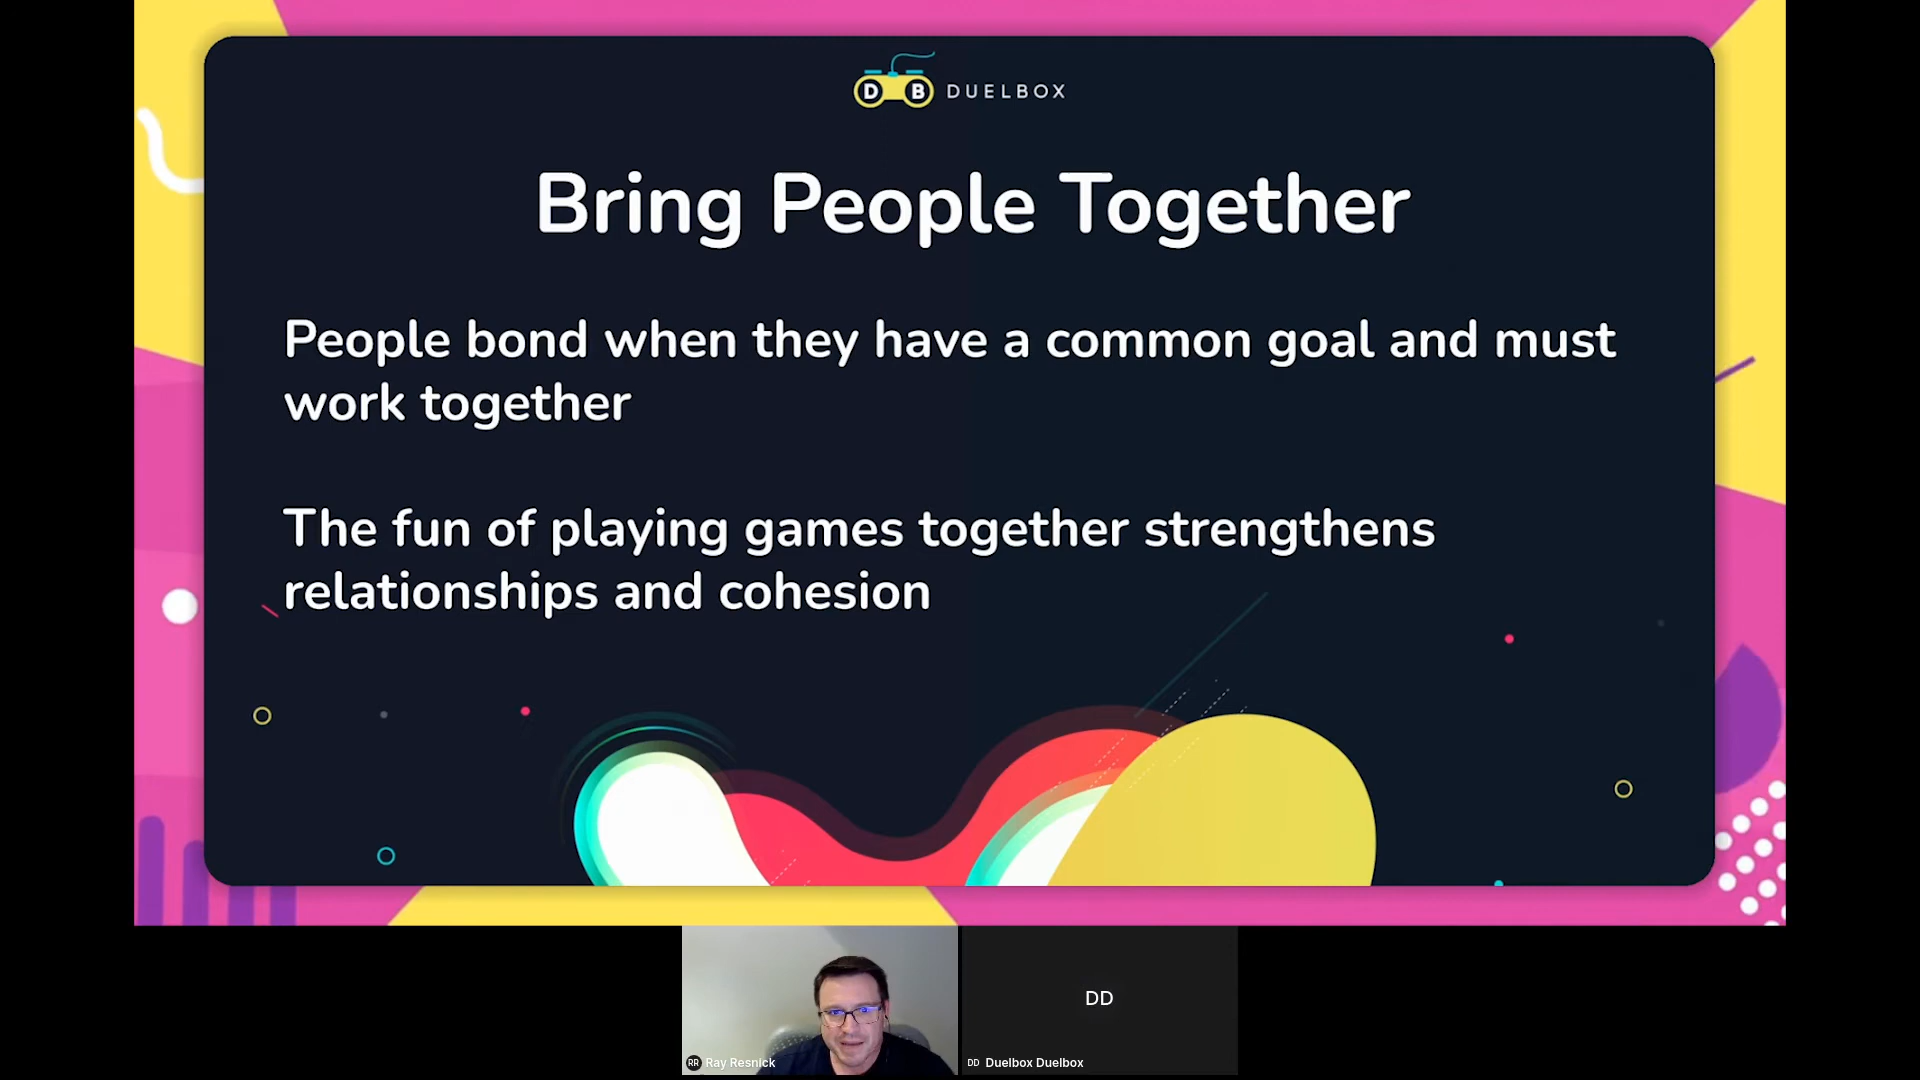 D B DUELBOX
Bring People Together
People bond when they have a common goal and must
work together
The fun of playing games together strengthens
relationships and cohesion
DD
RR Ray Resnick
DD Duelbox Duelbox